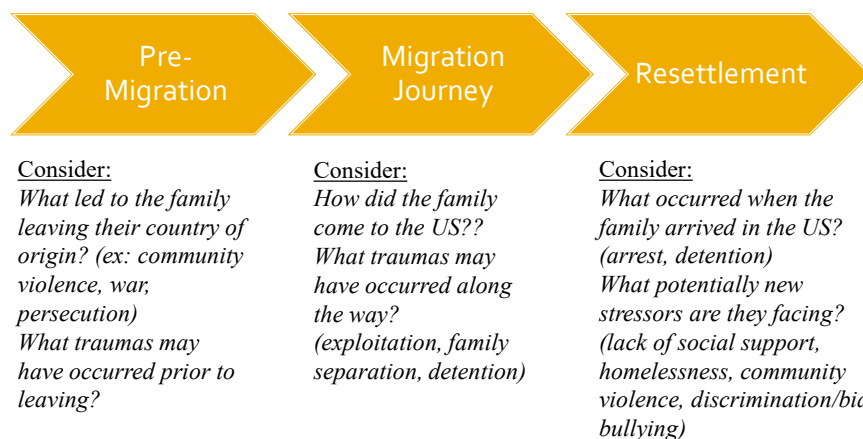 Pre-
Migration
Migration
Journey
Resettlement
Consider:
What led to the family
leaving their country of
origin? (ex: community
violence, war,
persecution)
What traumas may
have occurred prior to
leaving?
Consider:
How did the family
come to the US??
What traumas may
have occurred along
the way?
(exploitation, family
separation, detention)
Consider:
What occurred when the
family arrived in the US?
(arrest, detention)
What potentially new
stressors are they facing?
(lack of social support,
homelessness, community
violence, discrimination/
bullying)